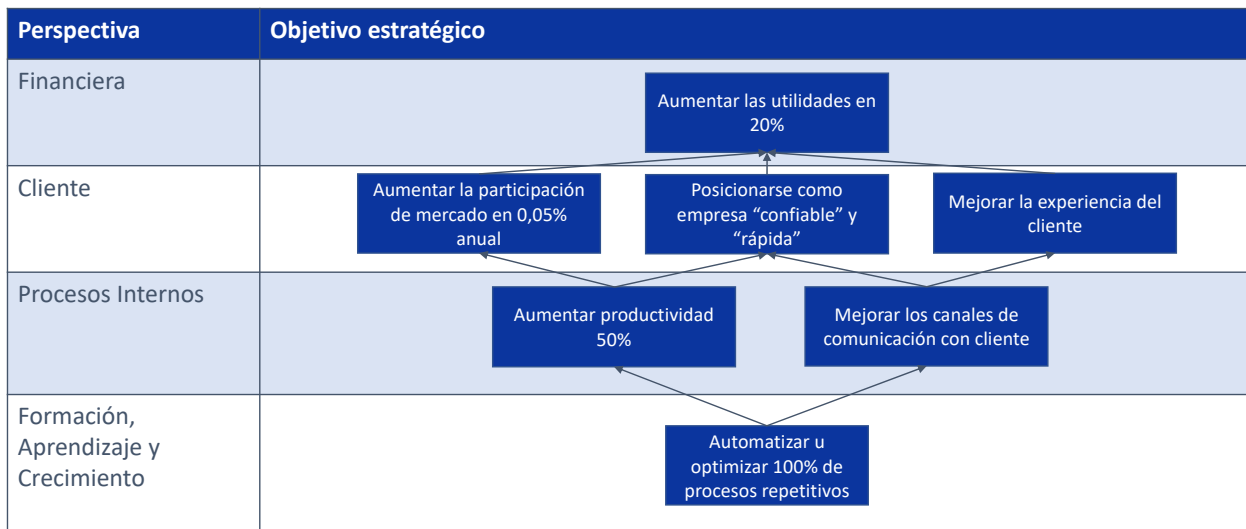 Perspectiva
Objetivo estratégico
Financiera
Aumentar las utilidades en
20%
Cliente
Aumentar la participación
de mercado en 0,05%
anual
Posicionarse como
empresa “confiable” y
“rápida”
Mejorar la experiencia del
cliente
Procesos Internos
Aumentar productividad
50%
Mejorar los canales de
comunicación con cliente
Formación,
Aprendizaje y
Crecimiento
Automatizar u
optimizar 100% de
procesos repetitivos